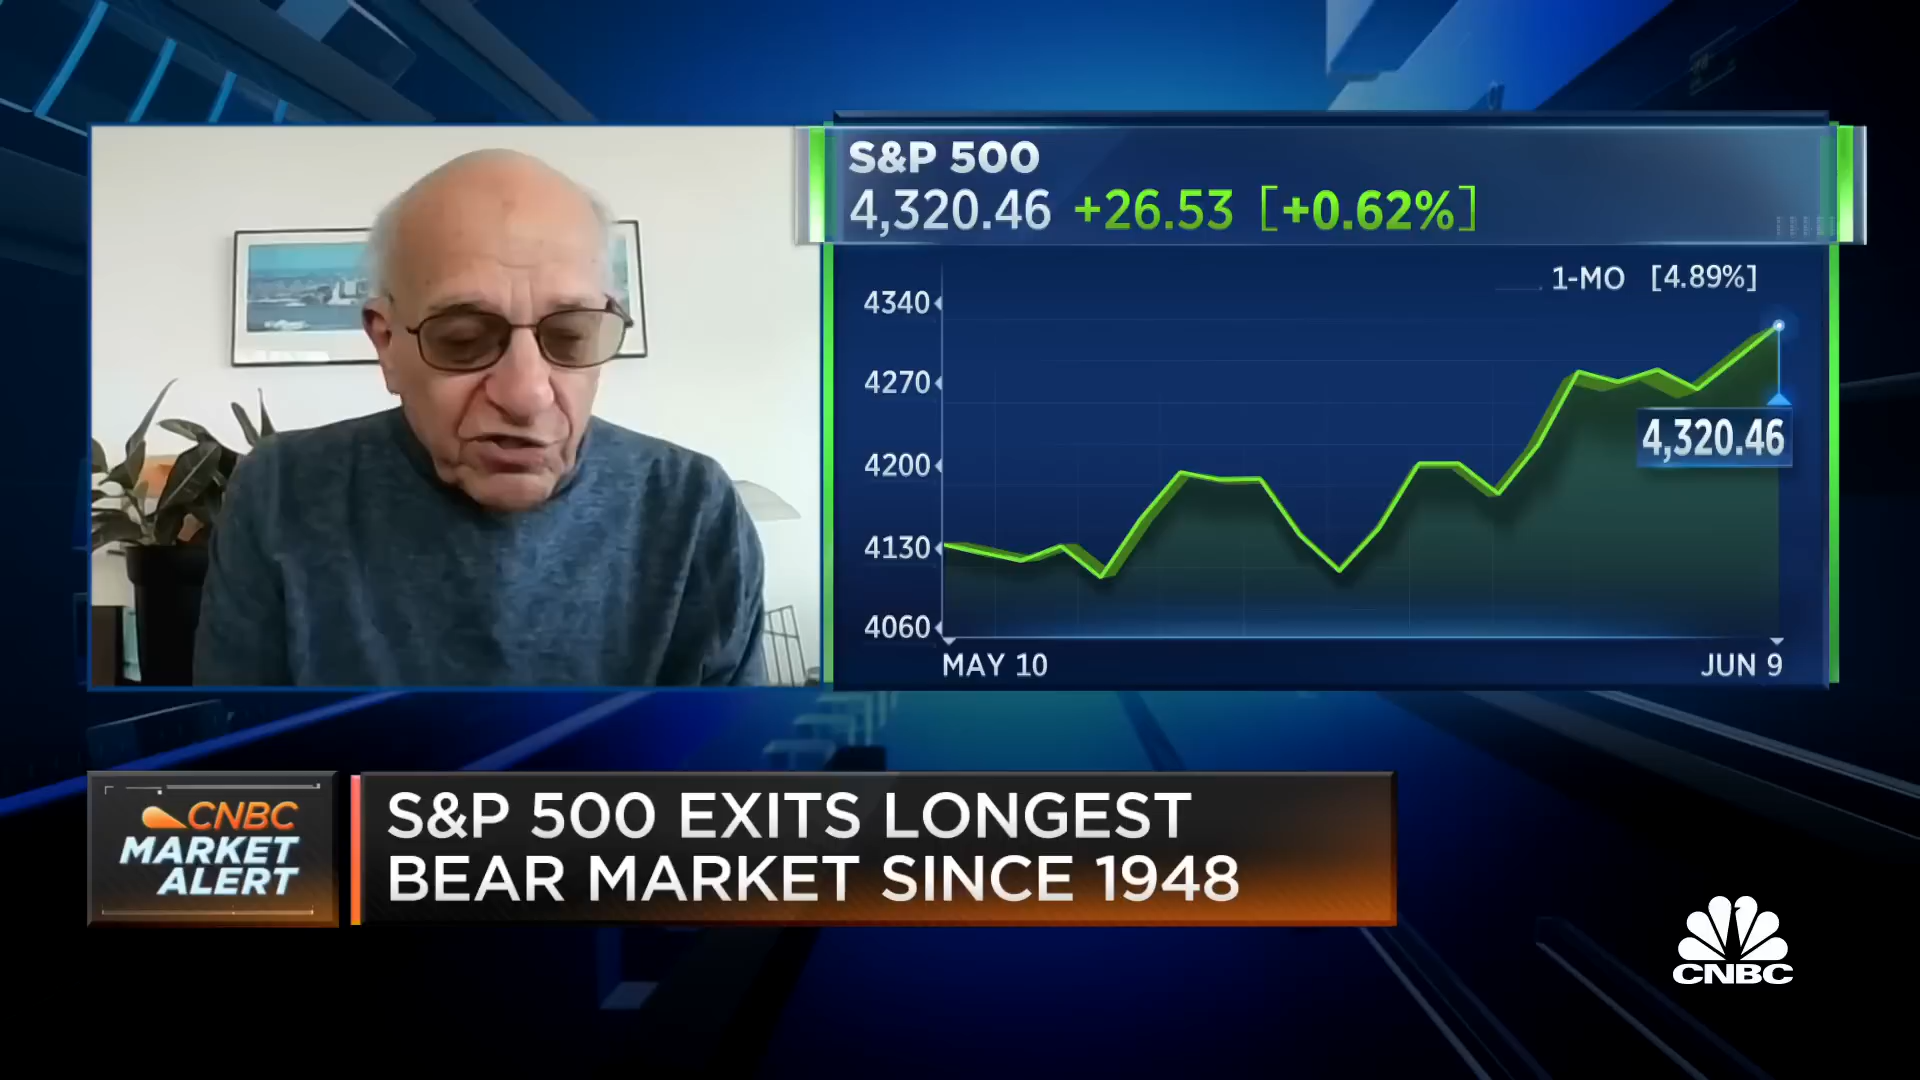 S&P 500
4,320.46 +26.53 [+0.62%]
1-MO [4.89%]
4340
4270
4200
4130
4060
4,320.46
MAY 10
JUN 9
CNBC
MARKET
ALERT
S&P 500 EXITS LONGEST
BEAR MARKET SINCE 1948
CNBC